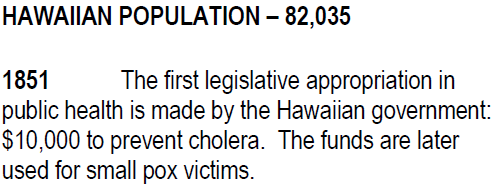 HAWAIIAN POPULATION – 82,035
1851 The first legislative appropriation in
public health is made by the Hawaiian government:
$10,000 to prevent cholera. The funds are later
used for small pox victims.